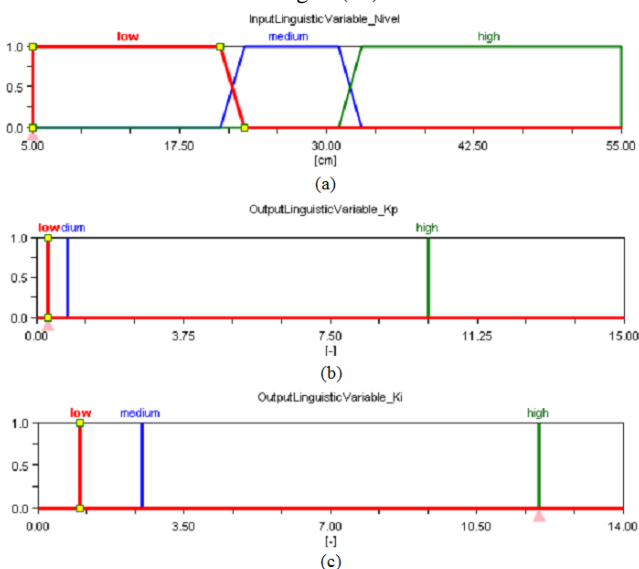 InputLinguisticVariable_Nivel
low medium high
1.0
0.5
0.0
5.00 17.50 30.00 42.50 55.00
[cm]
(a)
OutputLinguisticVariable_Kp
low dium high
1.0
0.5
0.0
0.00 3.75 7.50 11.25 15.00
[-]
(b)
OutputLinguisticVariable_Ki
low medium high
1.0
0.5
0.0
0.00 3.50 7.00 10.50 14.00
[-]
(c)